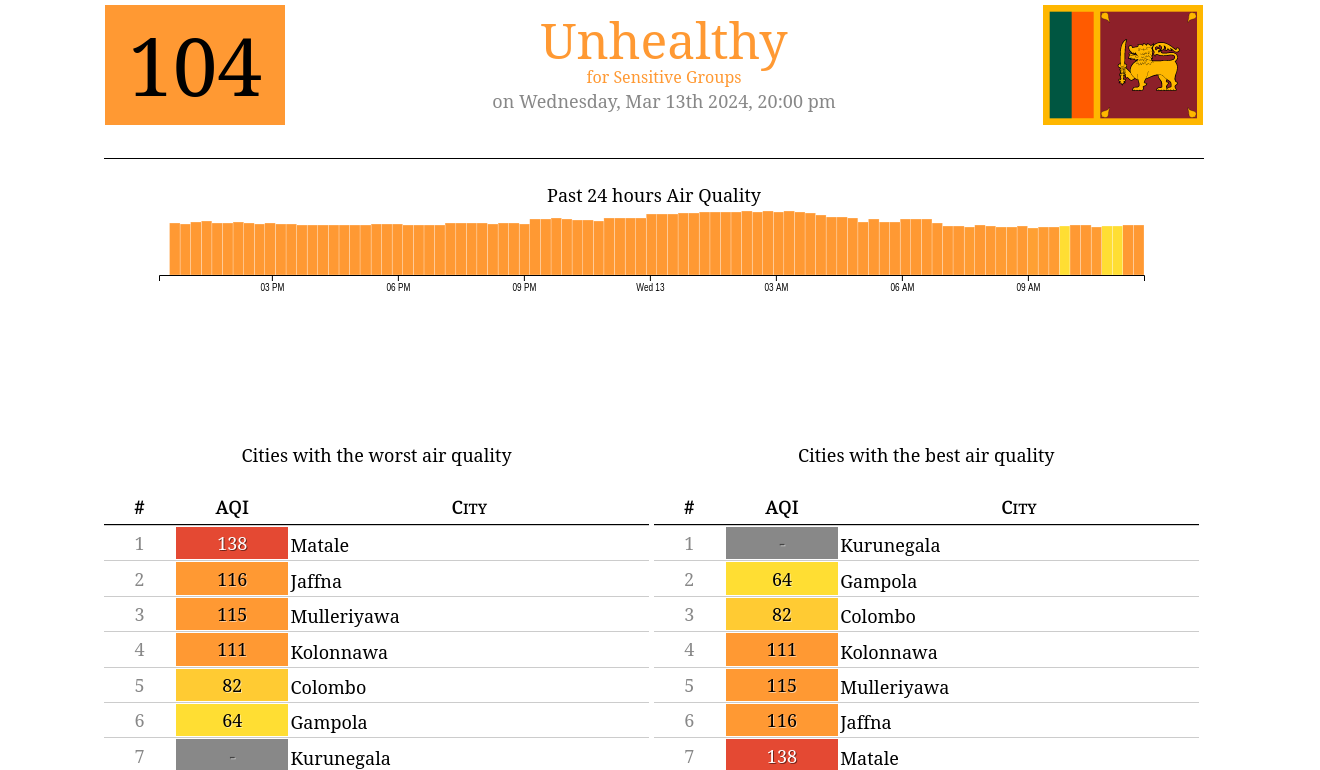 104
Unhealthy
for Sensitive Groups
on Wednesday, Mar 13th 2024, 20:00 pm
Past 24 hours Air Quality
03 PM 06 PM 09 PM Wed 13 03 AM 06 AM 09 AM
Cities with the worst air quality
# AQI City
1 138 Matale
2 116 Jaffna
3 115 Mulleriyawa
4 111 Kolonnawa
5 82 Colombo
6 64 Gampola
7 - Kurunegala
Cities with the best air quality
# AQI City
1 - Kurunegala
2 64 Gampola
3 82 Colombo
4 111 Kolonnawa
5 115 Mulleriyawa
6 116 Jaffna
7 138 Matale